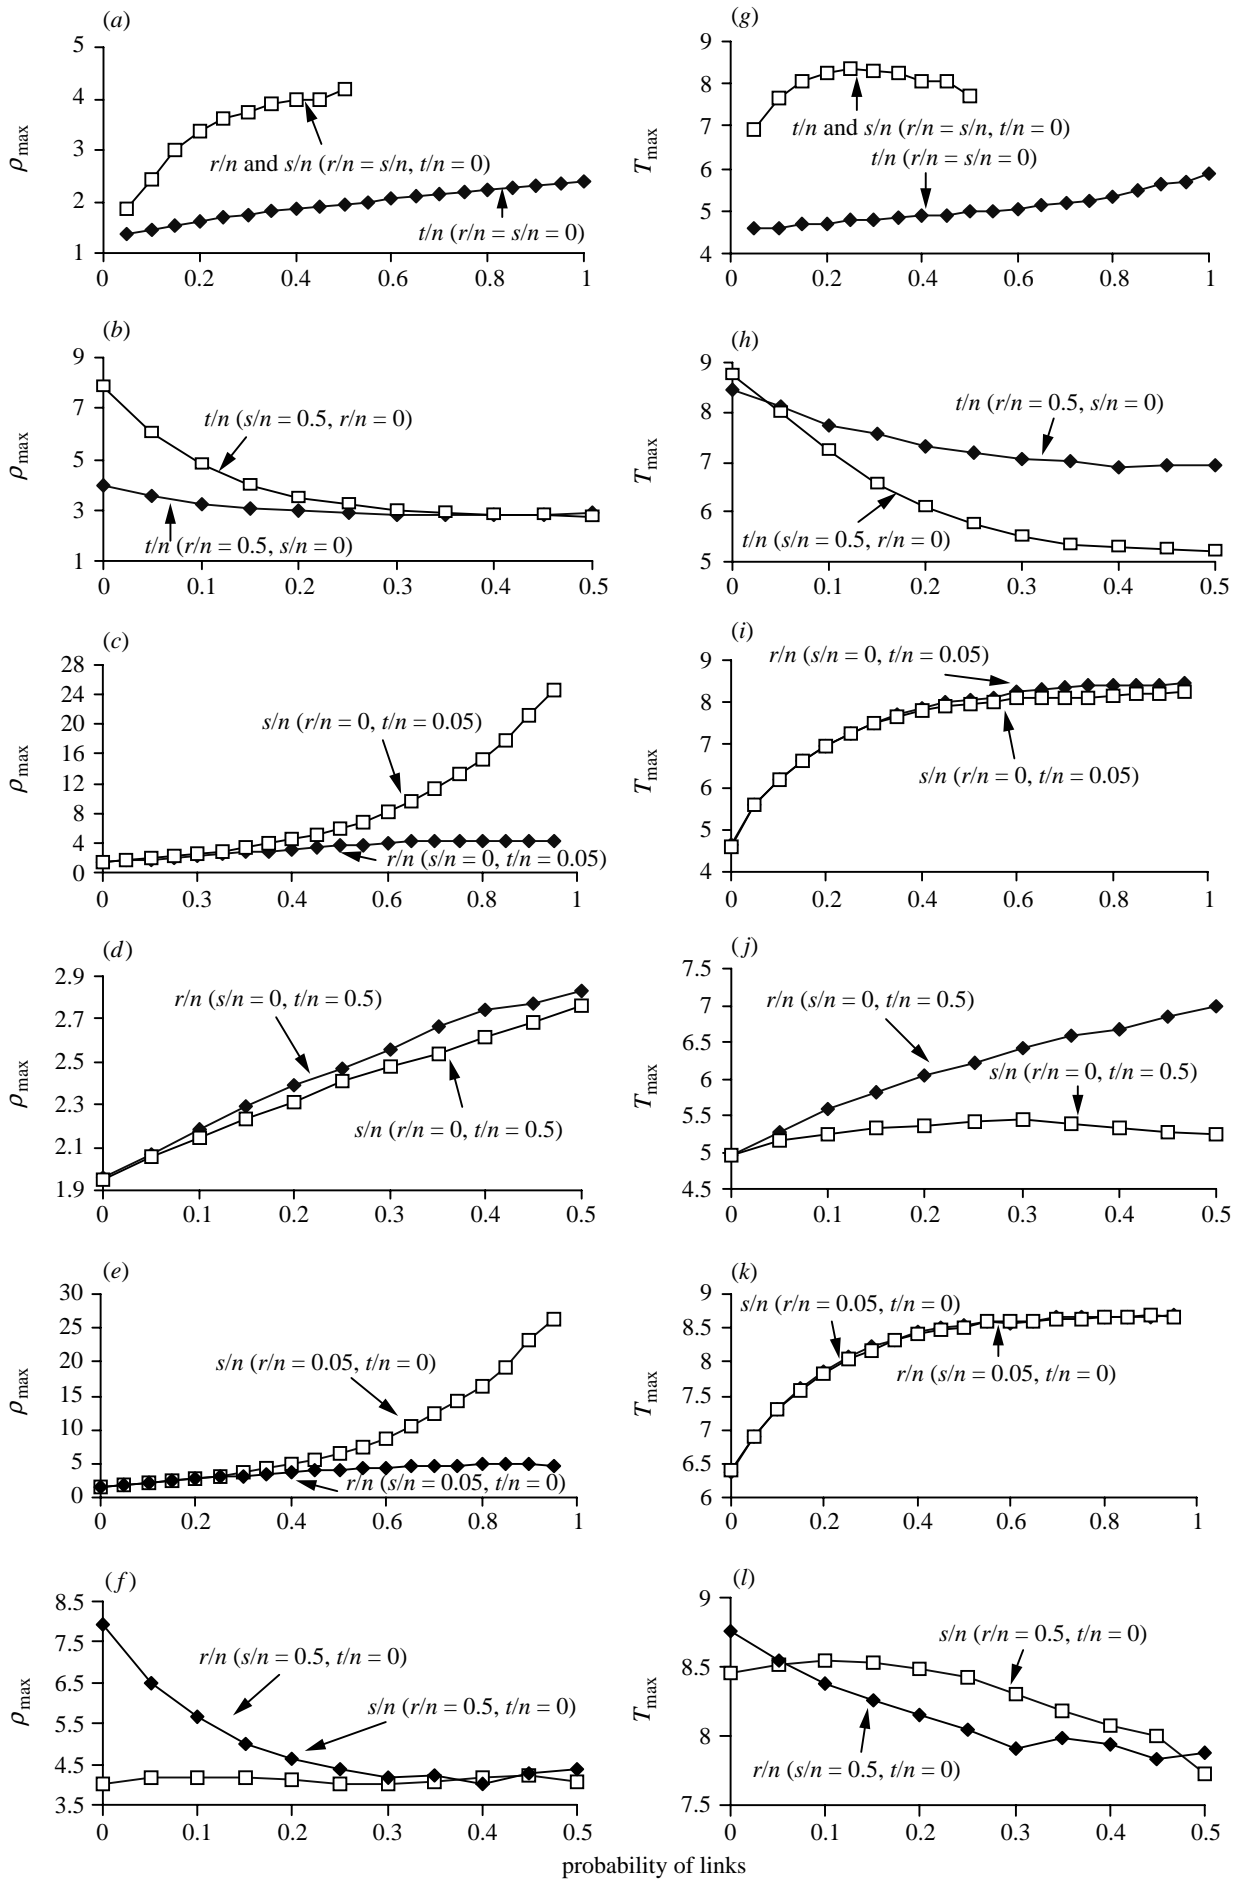 (a)
5
4
3
2
1
ρmax
r/n and s/n (r/n = s/n, t/n = 0)
t/n (r/n = s/n = 0)
0 0.2 0.4 0.6 0.8 1
(g)
9
8
7
6
5
4
Tmax
t/n and s/n (r/n = s/n, t/n = 0)
t/n (r/n = s/n = 0)
0 0.2 0.4 0.6 0.8 1
(b)
9
7
5
3
1
ρmax
t/n (s/n = 0.5, r/n = 0)
t/n (r/n = 0.5, s/n = 0)
0 0.1 0.2 0.3 0.4 0.5
(h)
9
8
7
6
5
Tmax
t/n (r/n = 0.5, s/n = 0)
t/n (s/n = 0.5, r/n = 0)
0 0.1 0.2 0.3 0.4 0.5
(c)
28
24
20
16
12
8
4
0
ρmax
s/n (r/n = 0, t/n = 0.05)
r/n (s/n = 0, t/n = 0.05)
0 0.3 0.4 0.6 0.8 1
(i)
9
8
7
6
5
4
Tmax
r/n (s/n = 0, t/n = 0.05)
s/n (r/n = 0, t/n = 0.05)
0 0.2 0.4 0.6 0.8 1
(d)
2.9
2.7
2.5
2.3
2.1
1.9
ρmax
r/n (s/n = 0, t/n = 0.5)
s/n (r/n = 0, t/n = 0.5)
0 0.1 0.2 0.3 0.4 0.5
(j)
7.5
7
6.5
6
5.5
5
4.5
Tmax
r/n (s/n = 0, t/n = 0.5)
s/n (r/n = 0, t/n = 0.5)
0 0.1 0.2 0.3 0.4 0.5
(e)
30
25
20
15
10
5
0
ρmax
s/n (r/n = 0.05, t/n = 0)
r/n (s/n = 0.05, t/n = 0)
0 0.2 0.4 0.6 0.8 1
(k)
9
8.5
8
7.5
7
6.5
6
Tmax
s/n (r/n = 0.05, t/n = 0)
r/n (s/n = 0.05, t/n = 0)
0 0.2 0.4 0.6 0.8 1
(f)
8.5
7.5
6.5
5.5
4.5
3.5
ρmax
r/n (s/n = 0.5, t/n = 0)
s/n (r/n = 0.5, t/n = 0)
0 0.1 0.2 0.3 0.4 0.5
(l)
9
8.5
8
7.5
Tmax
s/n (r/n = 0.5, t/n = 0)
r/n (s/n = 0.5, t/n = 0)
0 0.1 0.2 0.3 0.4 0.5
probability of links